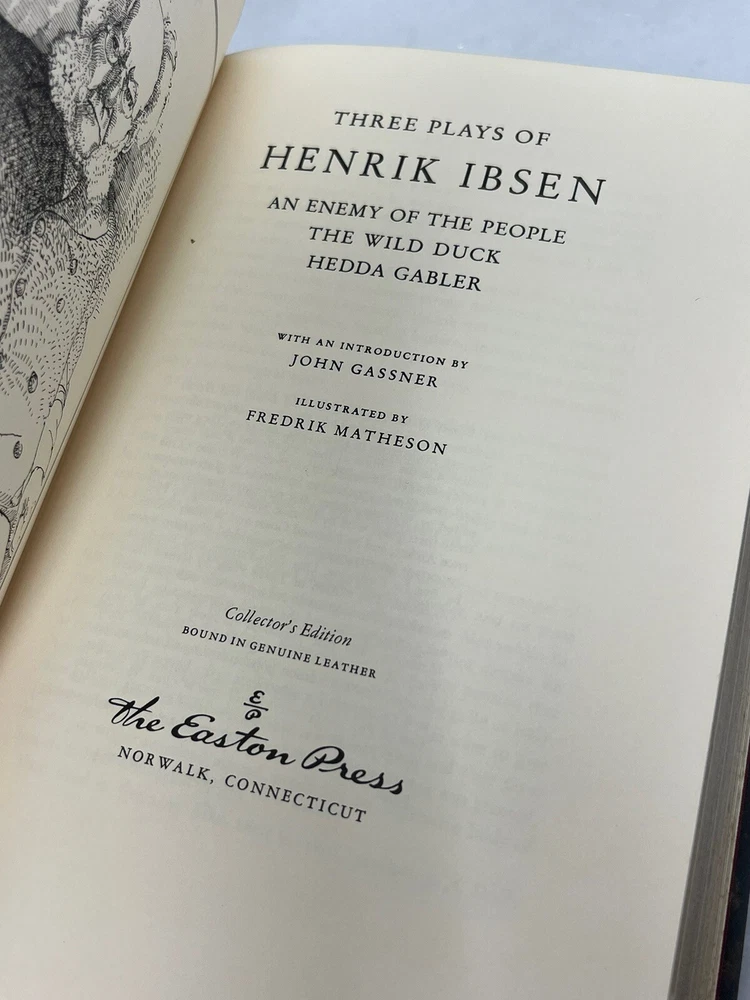 THREE PLAYS OF
HENRIK IBSEN
AN ENEMY OF THE PEOPLE
THE WILD DUCK
HEDDA GABLER
WITH AN INTRODUCTION BY
JOHN GASSNER
ILLUSTRATED BY
FREDRIK MATHESON
Collector's Edition
BOUND IN GENUINE LEATHER
E
P
the Easton Press
NORWALK, CONNECTICUT